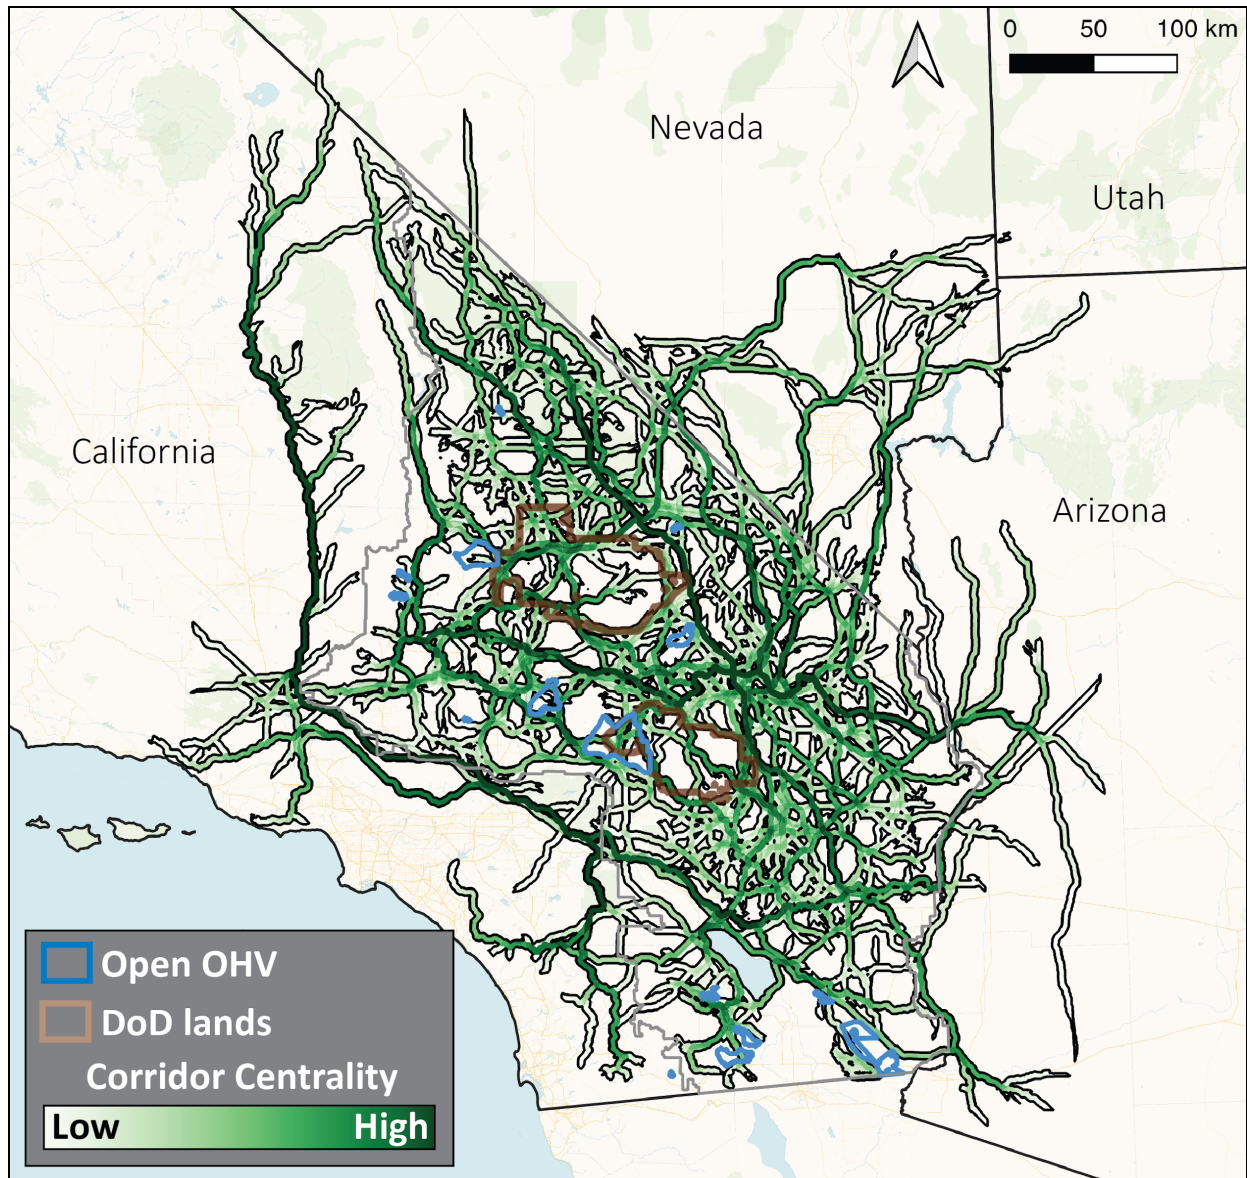 0 50 100 km
Nevada
Utah
California
Arizona
Open OHV
DoD lands
Corridor Centrality
Low High